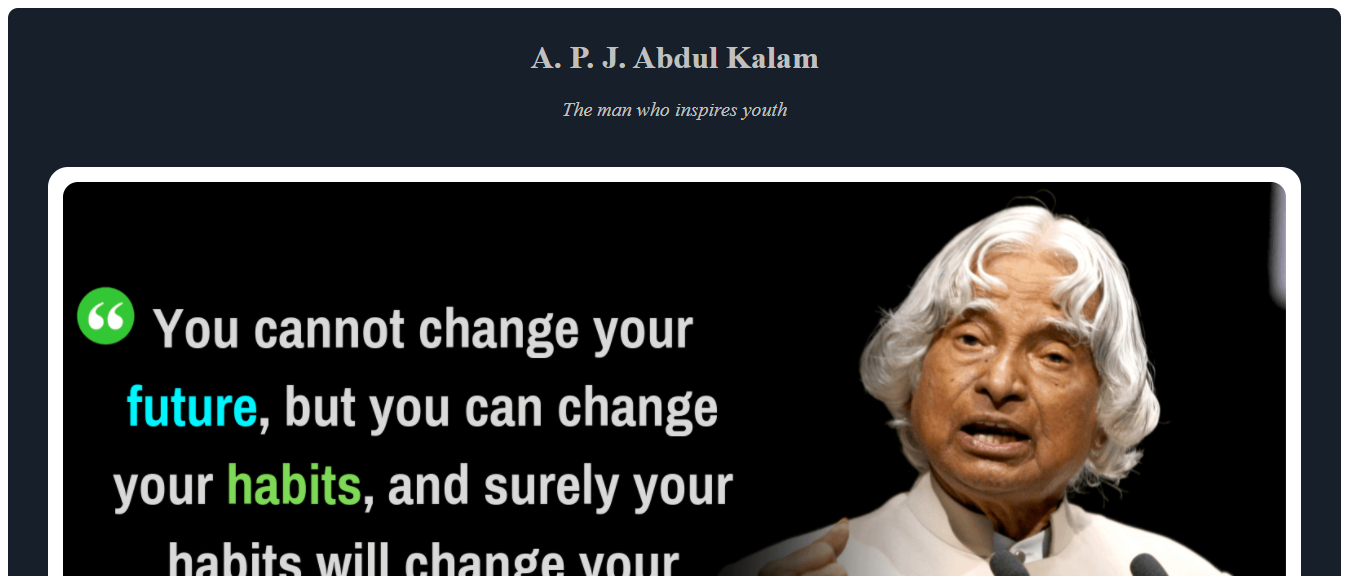 A. P. J. Abdul Kalam
The man who inspires youth
“ You cannot change your
future, but you can change
your habits, and surely your
habits will change your